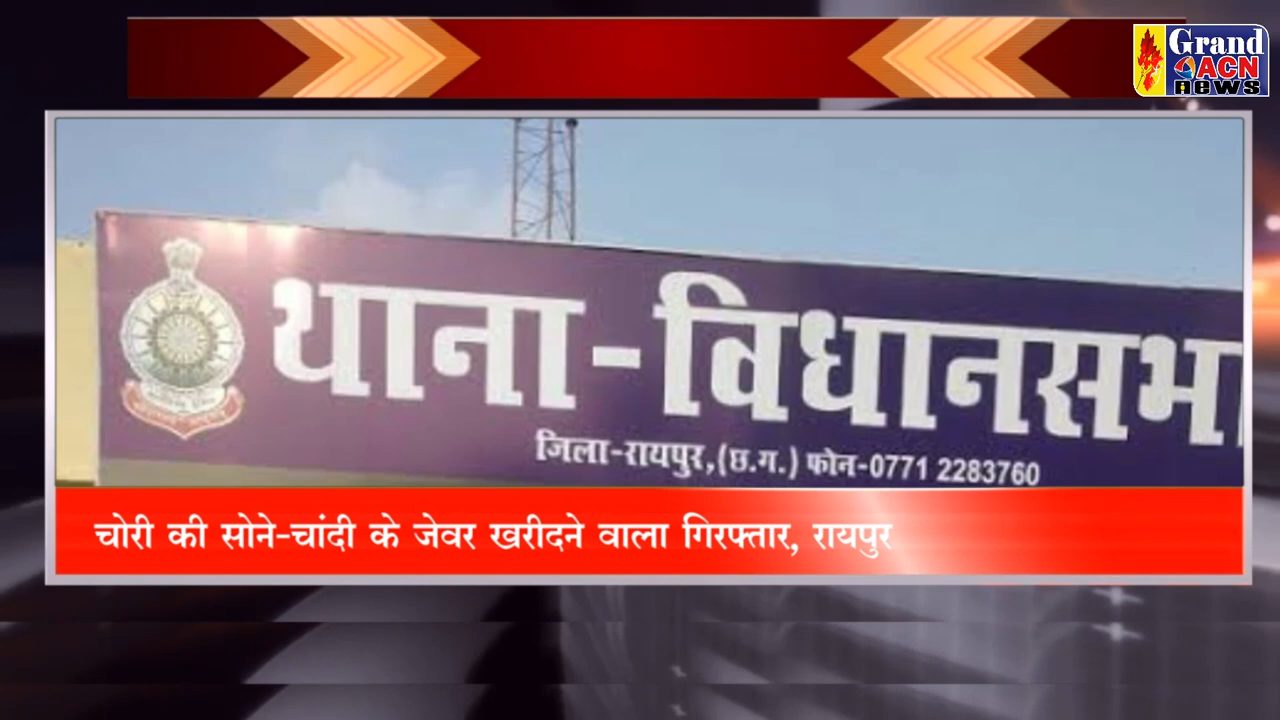 Grand
ACN
news
थाना-विधानसभा
जिला-रायपुर,(छ.ग.) फोन-0771 2283760
चोरी की सोने-चांदी के जेवर खरीदने वाला गिरफ्तार, रायपुर